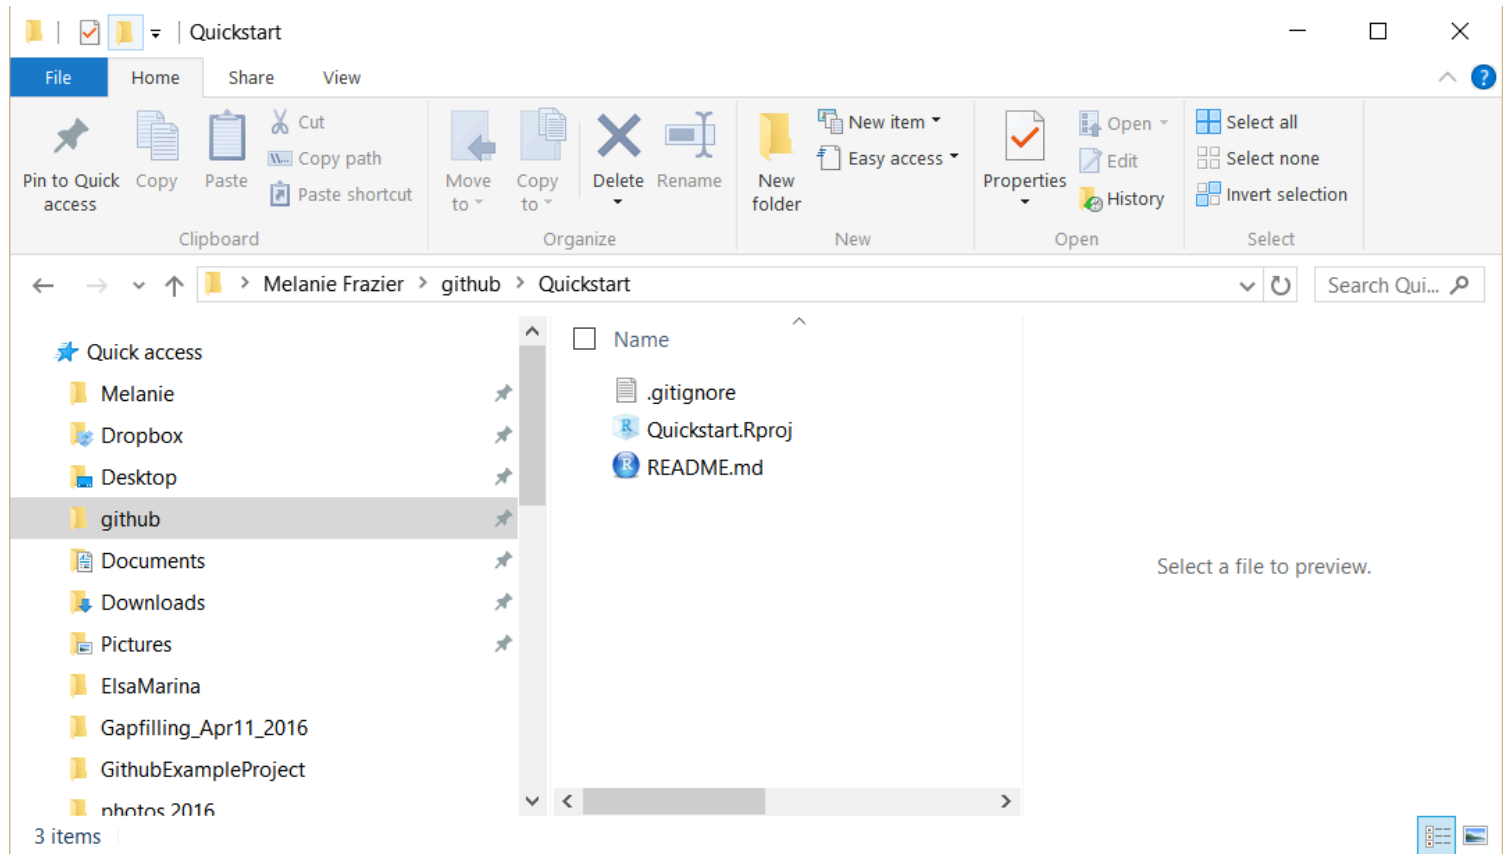 Quickstart
File Home Share View
Pin to Quick access
Copy
Paste
Cut
Copy path
Paste shortcut
Clipboard
Move to
Copy to
Delete
Rename
Organize
New folder
New item
Easy access
New
Properties
Open
Edit
History
Open
Select all
Select none
Invert selection
Select
Melanie Frazier > github > Quickstart
Search Qui...
Quick access
Melanie
Dropbox
Desktop
github
Documents
Downloads
Pictures
ElsaMarina
Gapfilling_Apr11_2016
GithubExampleProject
photos 2016
Name
.gitignore
Quickstart.Rproj
README.md
Select a file to preview.
3 items